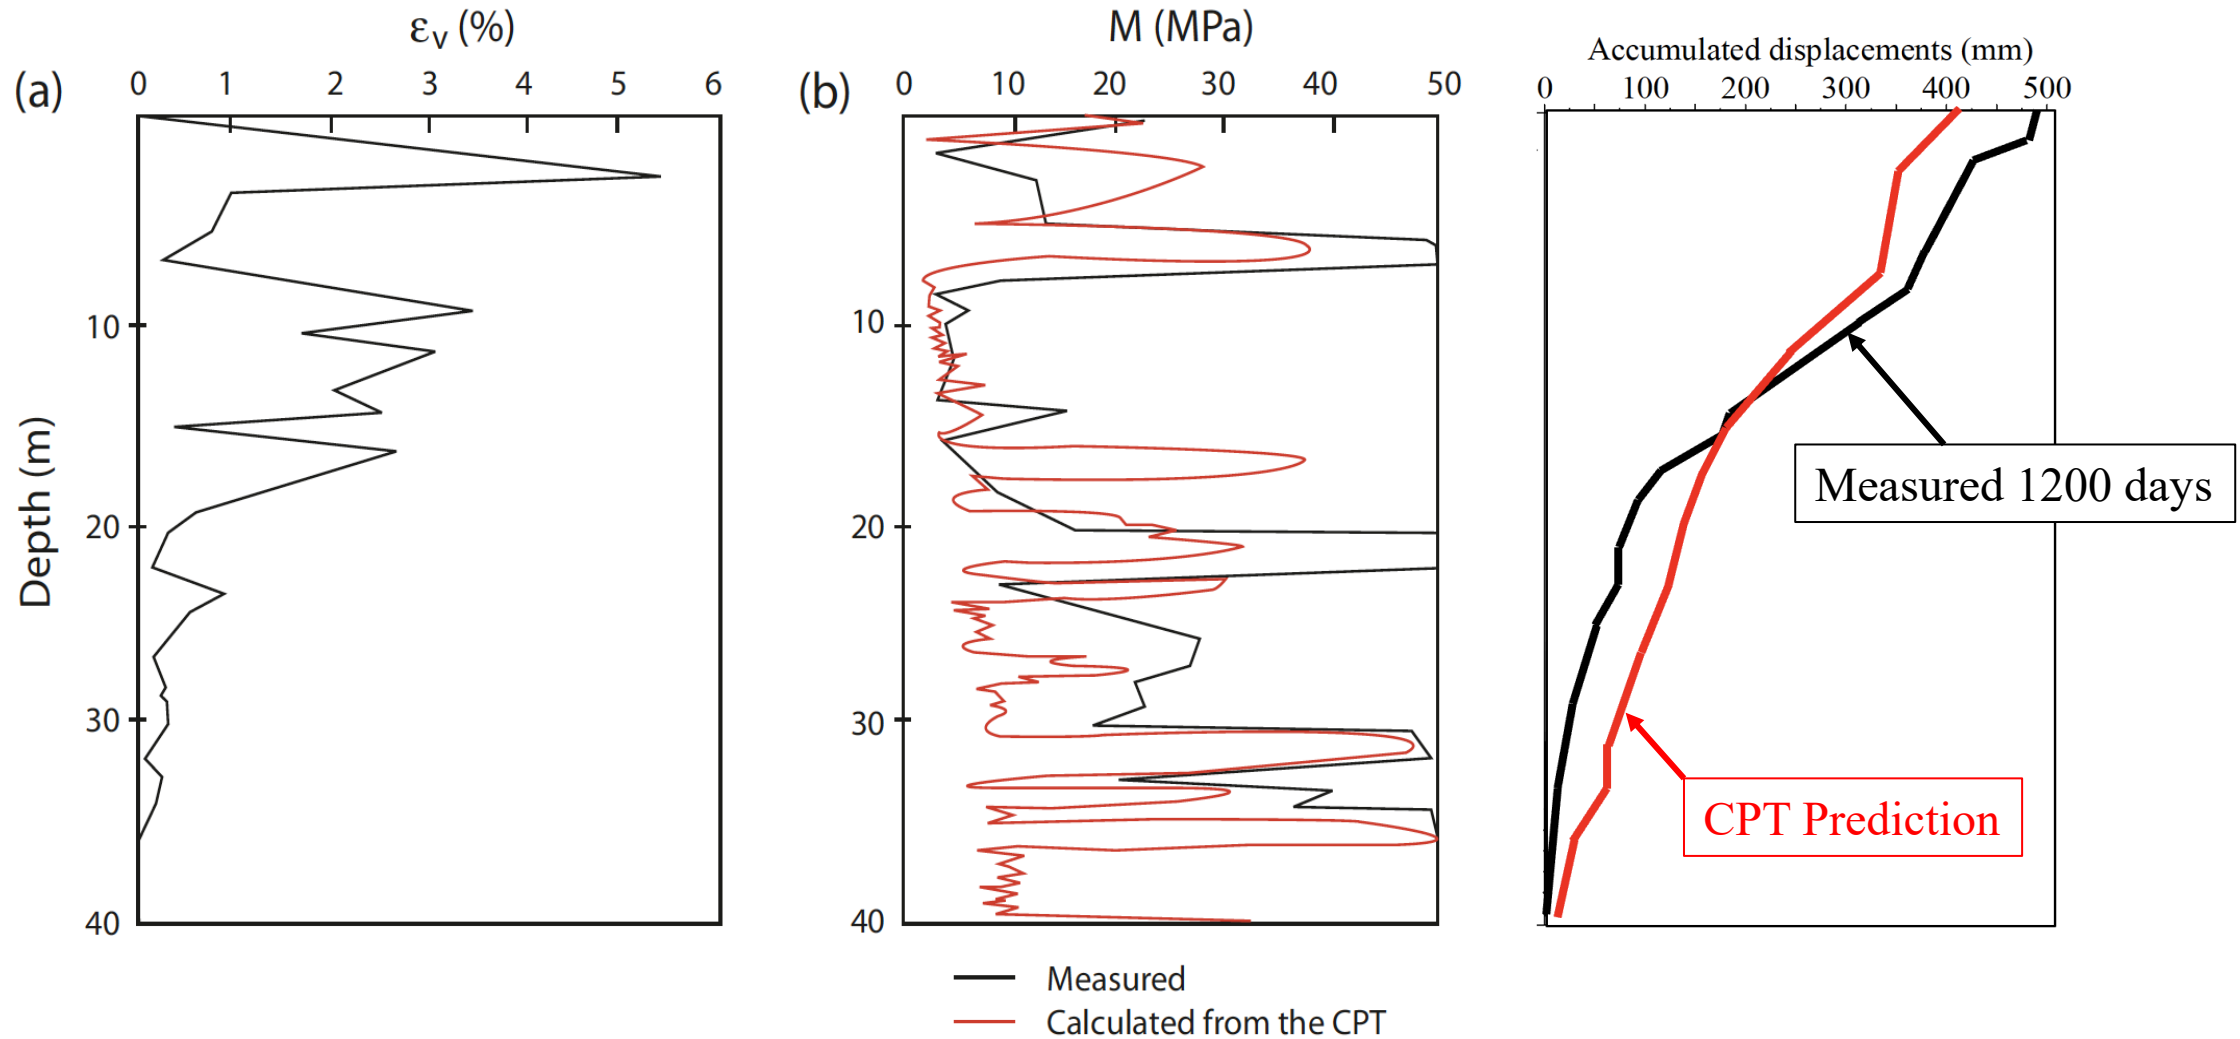 εv (%)
(a)
0 1 2 3 4 5 6
Depth (m)
10
20
30
40
M (MPa)
(b)
0 10 20 30 40 50
10
20
30
40
Measured
Calculated from the CPT
Accumulated displacements (mm)
0 100 200 300 400 500
Measured 1200 days
CPT Prediction